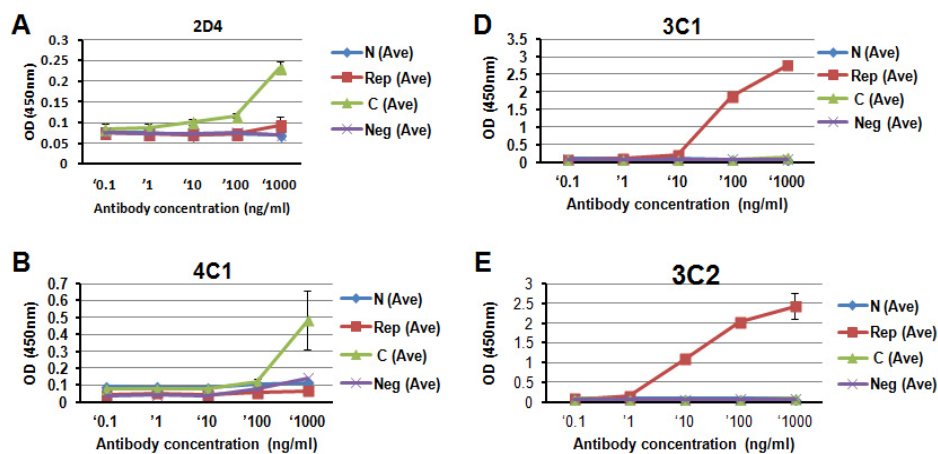 A
2D4
OD (450nm)
0.3
0.25
0.2
0.15
0.1
0.05
0
‘0.1
’1
‘10
’100
‘1000
Antibody concentration (ng/ml)
N (Ave)
Rep (Ave)
C (Ave)
Neg (Ave)
D
3C1
OD (450nm)
3.5
3
2.5
2
1.5
1
0.5
0
‘0.1
’1
’10
’100
‘1000
Antibody concentration (ng/ml)
N (Ave)
Rep (Ave)
C (Ave)
Neg (Ave)
B
4C1
OD (450nm)
0.7
0.6
0.5
0.4
0.3
0.2
0.1
0
‘0.1
’1
’10
’100
‘1000
Antibody concentration (ng/ml)
N (Ave)
Rep (Ave)
C (Ave)
Neg (Ave)
E
3C2
OD (450nm)
3
2.5
2
1.5
1
0.5
0
‘0.1
‘1
’10
’100
‘1000
Antibody concentration (ng/ml)
N (Ave)
Rep (Ave)
C (Ave)
Neg (Ave)